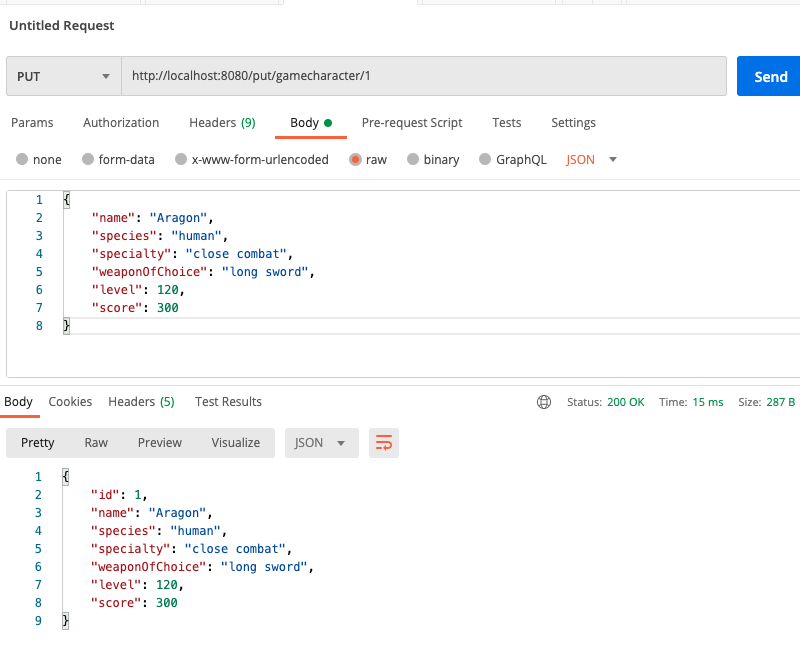 Untitled Request
PUT http://localhost:8080/put/gamecharacter/1 Send
Params Authorization Headers (9) Body Pre-request Script Tests Settings
none form-data x-www-form-urlencoded raw binary GraphQL JSON
1 {
2 "name": "Aragon",
3 "species": "human",
4 "specialty": "close combat",
5 "weaponOfChoice": "long sword",
6 "level": 120,
7 "score": 300
8 }
Body Cookies Headers (5) Test Results Status: 200 OK Time: 15 ms Size: 287 B
Pretty Raw Preview Visualize JSON
1 {
2 "id": 1,
3 "name": "Aragon",
4 "species": "human",
5 "specialty": "close combat",
6 "weaponOfChoice": "long sword",
7 "level": 120,
8 "score": 300
9 }